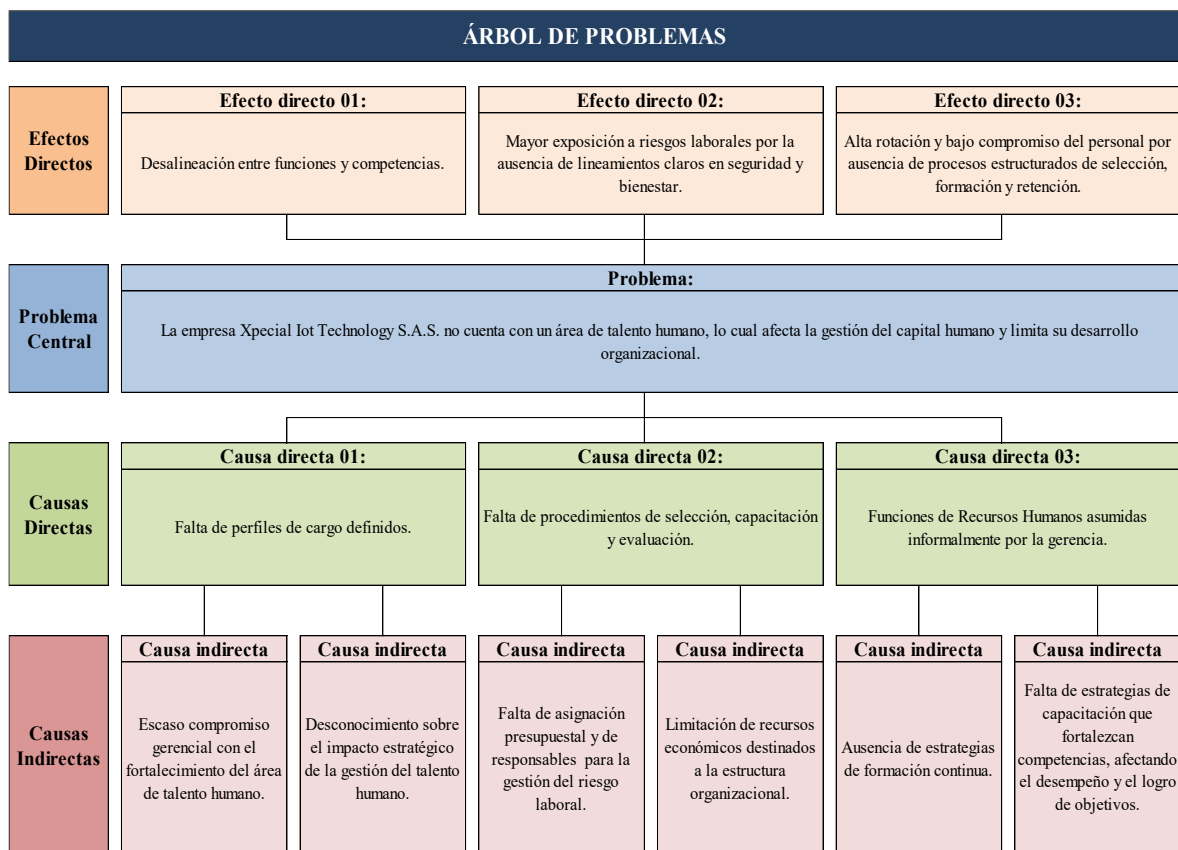 ÁRBOL DE PROBLEMAS
Efectos
Directos
Efecto directo 01:
Desalineación entre funciones y competencias.
Efecto directo 02:
Mayor exposición a riesgos laborales por la
ausencia de lineamientos claros en seguridad y
bienestar.
Efecto directo 03:
Alta rotación y bajo compromiso del personal por
ausencia de procesos estructurados de selección,
formación y retención.
Problema
Central
Problema:
La empresa Xpecial Iot Technology S.A.S. no cuenta con un área de talento humano, lo cual afecta la gestión del capital humano y limita su desarrollo
organizacional.
Causas
Directas
Causa directa 01:
Falta de perfiles de cargo definidos.
Causa directa 02:
Falta de procedimientos de selección, capacitación
y evaluación.
Causa directa 03:
Funciones de Recursos Humanos asumidas
informalmente por la gerencia.
Causas
Indirectas
Causa indirecta
Escaso compromiso
gerencial con el
fortalecimiento del área
de talento humano.
Causa indirecta
Desconocimiento sobre
el impacto estratégico
de la gestión del talento
humano.
Causa indirecta
Falta de asignación
presupuestal y de
responsables para la
gestión del riesgo
laboral.
Causa indirecta
Limitación de recursos
económicos destinados
a la estructura
organizacional.
Causa indirecta
Ausencia de estrategias
de formación continua.
Causa indirecta
Falta de estrategias de
capacitación que
fortalezcan
competencias, afectando
el desempeño y el logro
de objetivos.